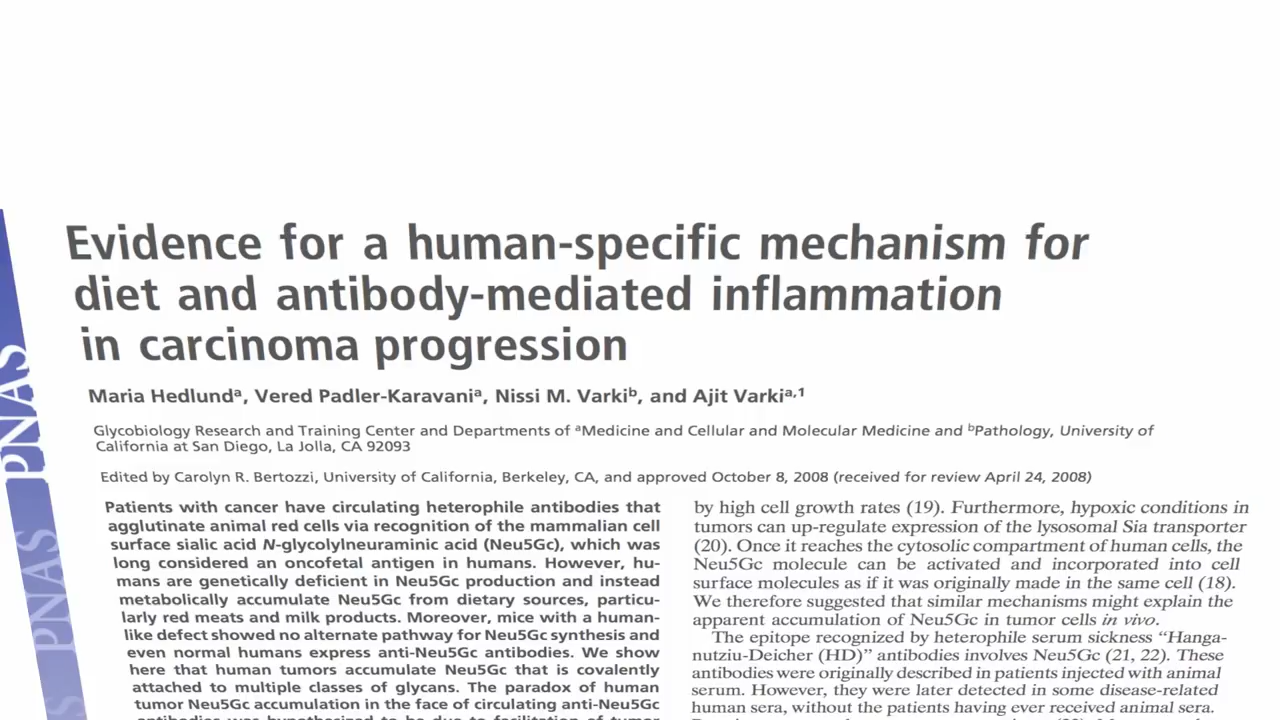 Evidence for a human-specific mechanism for
diet and antibody-mediated inflammation
in carcinoma progression
Maria Hedlundᵃ, Vered Padler-Karavaniᵃ, Nissi M. Varkiᵇ, and Ajit Varkiᵃ,¹
Glycobiology Research and Training Center and Departments of ᵃMedicine and Cellular and Molecular Medicine and ᵇPathology, University of
California at San Diego, La Jolla, CA 92093
Edited by Carolyn R. Bertozzi, University of California, Berkeley, CA, and approved October 8, 2008 (received for review April 24, 2008)
Patients with cancer have circulating heterophile antibodies that
agglutinate animal red cells via recognition of the mammalian cell
surface sialic acid N-glycolylneuraminic acid (Neu5Gc), which was
long considered an oncofetal antigen in humans. However, hu-
mans are genetically deficient in Neu5Gc production and instead
metabolically accumulate Neu5Gc from dietary sources, particu-
larly red meats and milk products. Moreover, mice with a human-
like defect showed no alternate pathway for Neu5Gc synthesis and
even normal humans express anti-Neu5Gc antibodies. We show
here that human tumors accumulate Neu5Gc that is covalently
attached to multiple classes of glycans. The paradox of human
tumor Neu5Gc accumulation in the face of circulating anti-Neu5Gc
antibodies was hypothesized to be due to facilitation of tumor
by high cell growth rates (19). Furthermore, hypoxic conditions in
tumors can up-regulate expression of the lysosomal Sia transporter
(20). Once it reaches the cytosolic compartment of human cells, the
Neu5Gc molecule can be activated and incorporated into cell
surface molecules as if it was originally made in the same cell (18).
We therefore suggested that similar mechanisms might explain the
apparent accumulation of Neu5Gc in tumor cells in vivo.
The epitope recognized by heterophile serum sickness “Hanga-
nutziu-Deicher (HD)” antibodies involves Neu5Gc (21, 22). These
antibodies were originally described in patients injected with animal
serum. However, they were later detected in some disease-related
human sera, without the patients having ever received animal sera.
PNAS
PNAS